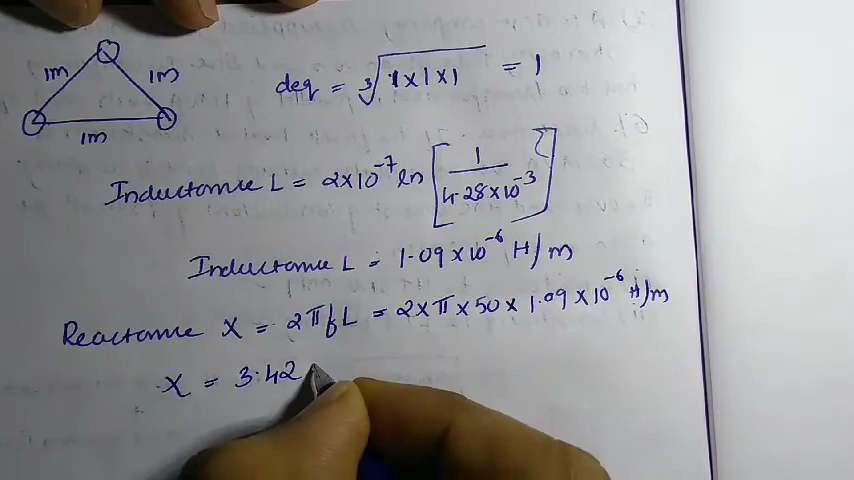 1m 1m
1m
deq = ∛(1×1×1) = 1
Inductance L = 2×10⁻⁷ ln [1 / 4.28×10⁻³]
Inductance L = 1.09×10⁻⁶ H/m
Reactance X = 2πfL = 2×π×50×1.09×10⁻⁶ H/m
X = 3.42